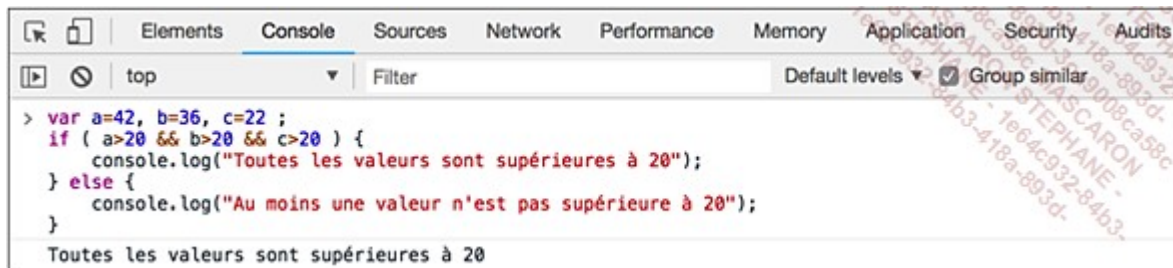 Elements Console Sources Network Performance Memory Application Security Audits
top Filter Default levels Group similar
> var a=42, b=36, c=22 ;
if ( a>20 && b>20 && c>20 ) {
console.log("Toutes les valeurs sont supérieures à 20");
} else {
console.log("Au moins une valeur n'est pas supérieure à 20");
}
Toutes les valeurs sont supérieures à 20